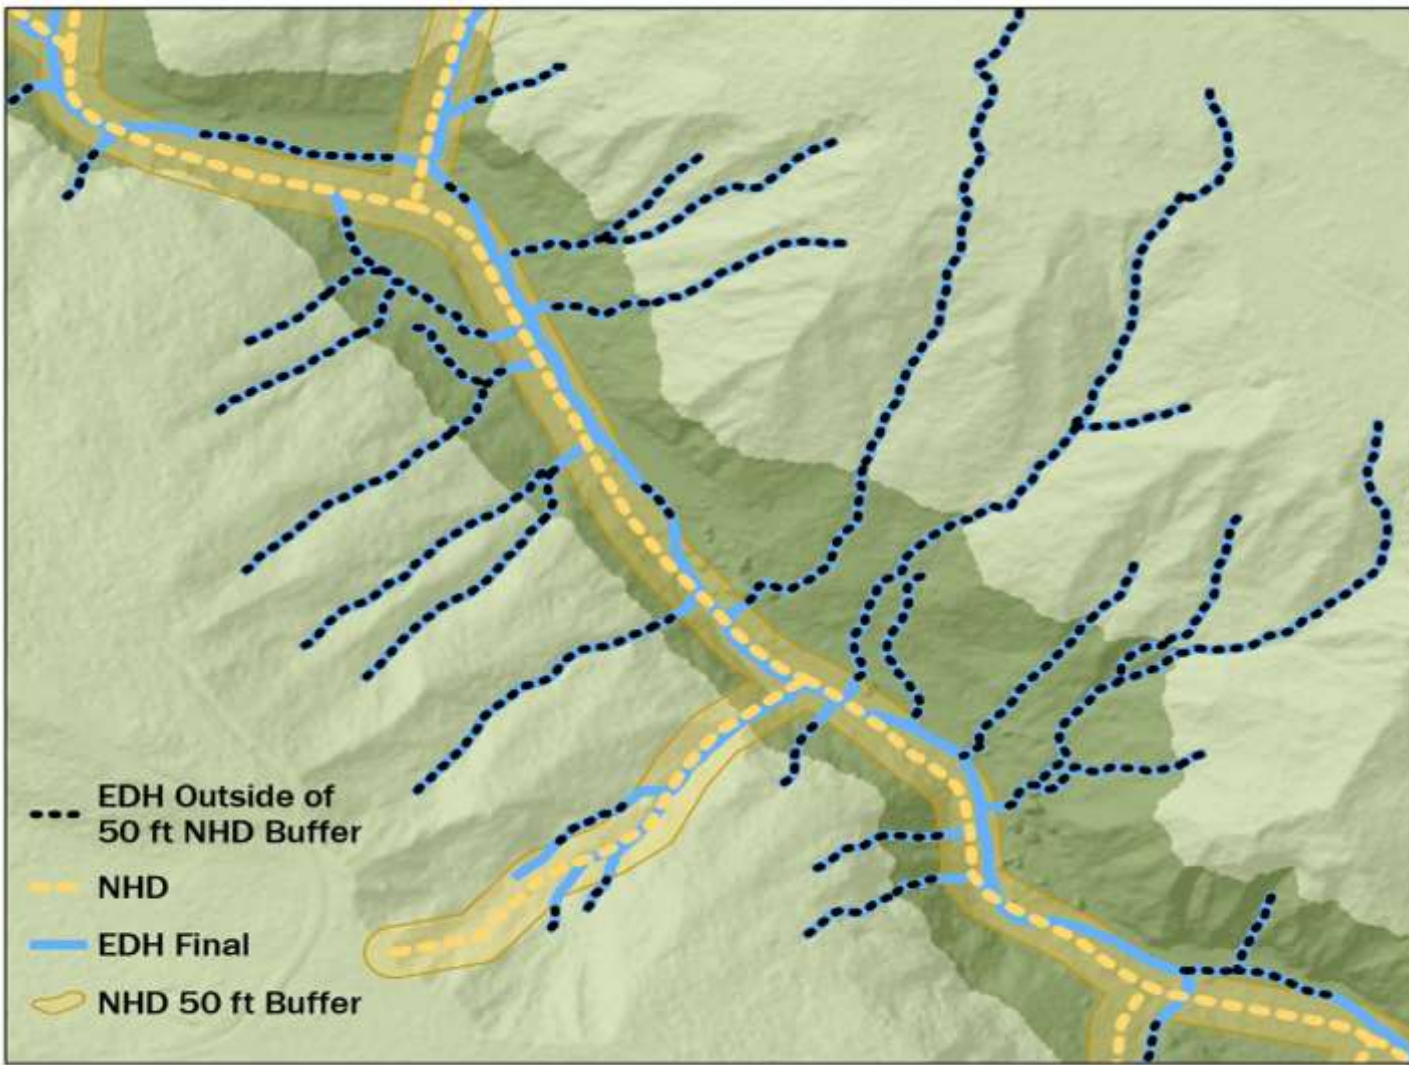 EDH Outside of
50 ft NHD Buffer
NHD
EDH Final
NHD 50 ft Buffer